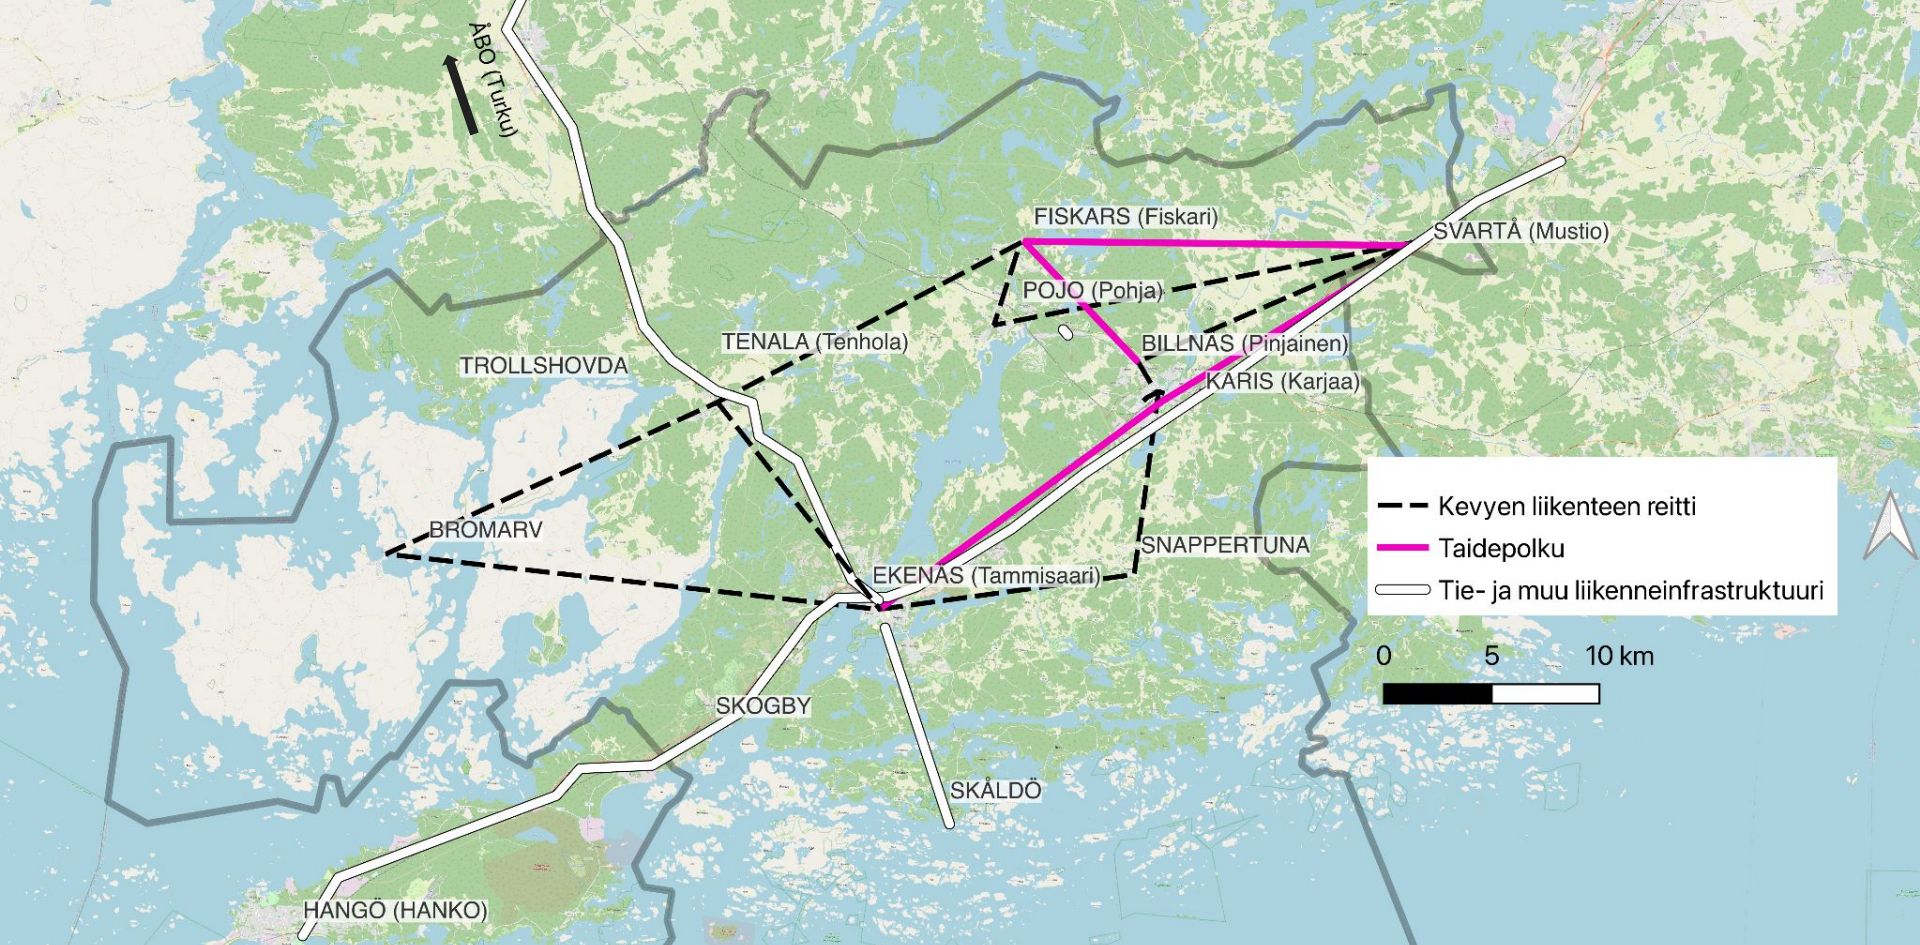 ÅBO (Turku)
FISKARS (Fiskari)
SVARTÅ (Mustio)
POJO (Pohja)
TENALA (Tenhola)
BILLNÄS (Pinjainen)
TROLLSHOVDA
KARIS (Karjaa)
Kevyen liikenteen reitti
BROMARV
SNAPPERTUNA
Taidepolku
EKENÄS (Tammisaari)
Tie- ja muu liikenneinfrastruktuuri
0 5 10 km
SKOGBY
SKÅLDÖ
HANGÖ (HANKO)